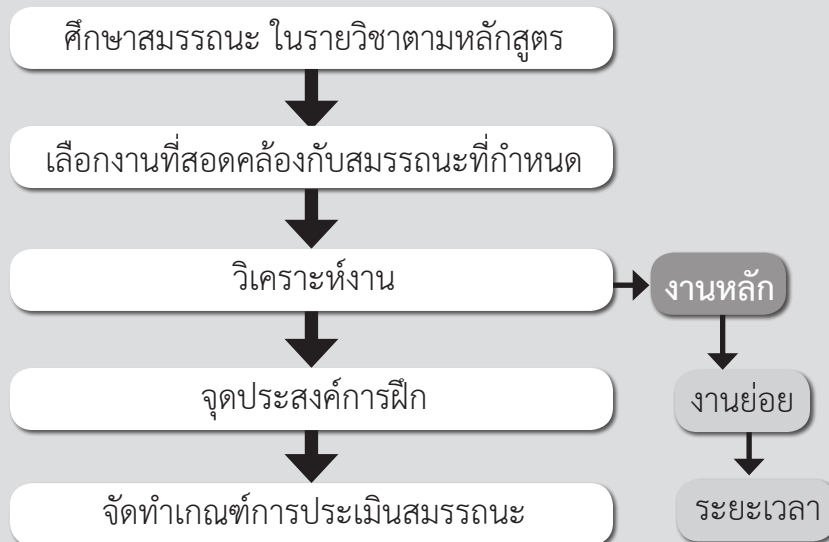 ศึกษาสมรรถนะ ในรายวิชาตามหลักสูตร
เลือกงานที่สอดคล้องกับสมรรถนะที่กำหนด
วิเคราะห์งาน
งานหลัก
จุดประสงค์การฝึก
งานย่อย
จัดทำเกณฑ์การประเมินสมรรถนะ
ระยะเวลา